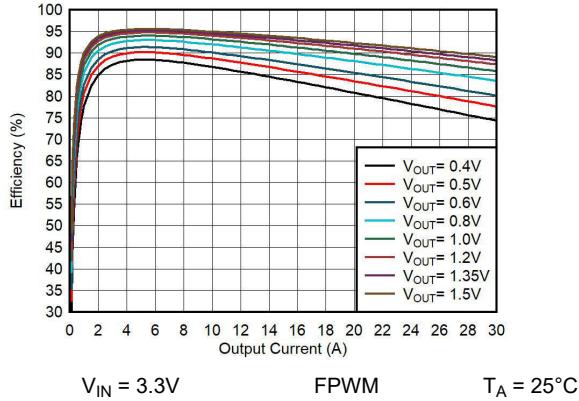 100
95
90
85
80
75
70
65
60
55
50
45
40
35
30
Efficiency (%)
0 2 4 6 8 10 12 14 16 18 20 22 24 26 28 30
Output Current (A)
VOUT= 0.4V
VOUT= 0.5V
VOUT= 0.6V
VOUT= 0.8V
VOUT= 1.0V
VOUT= 1.2V
VOUT= 1.35V
VOUT= 1.5V
VIN = 3.3V FPWM TA = 25°C